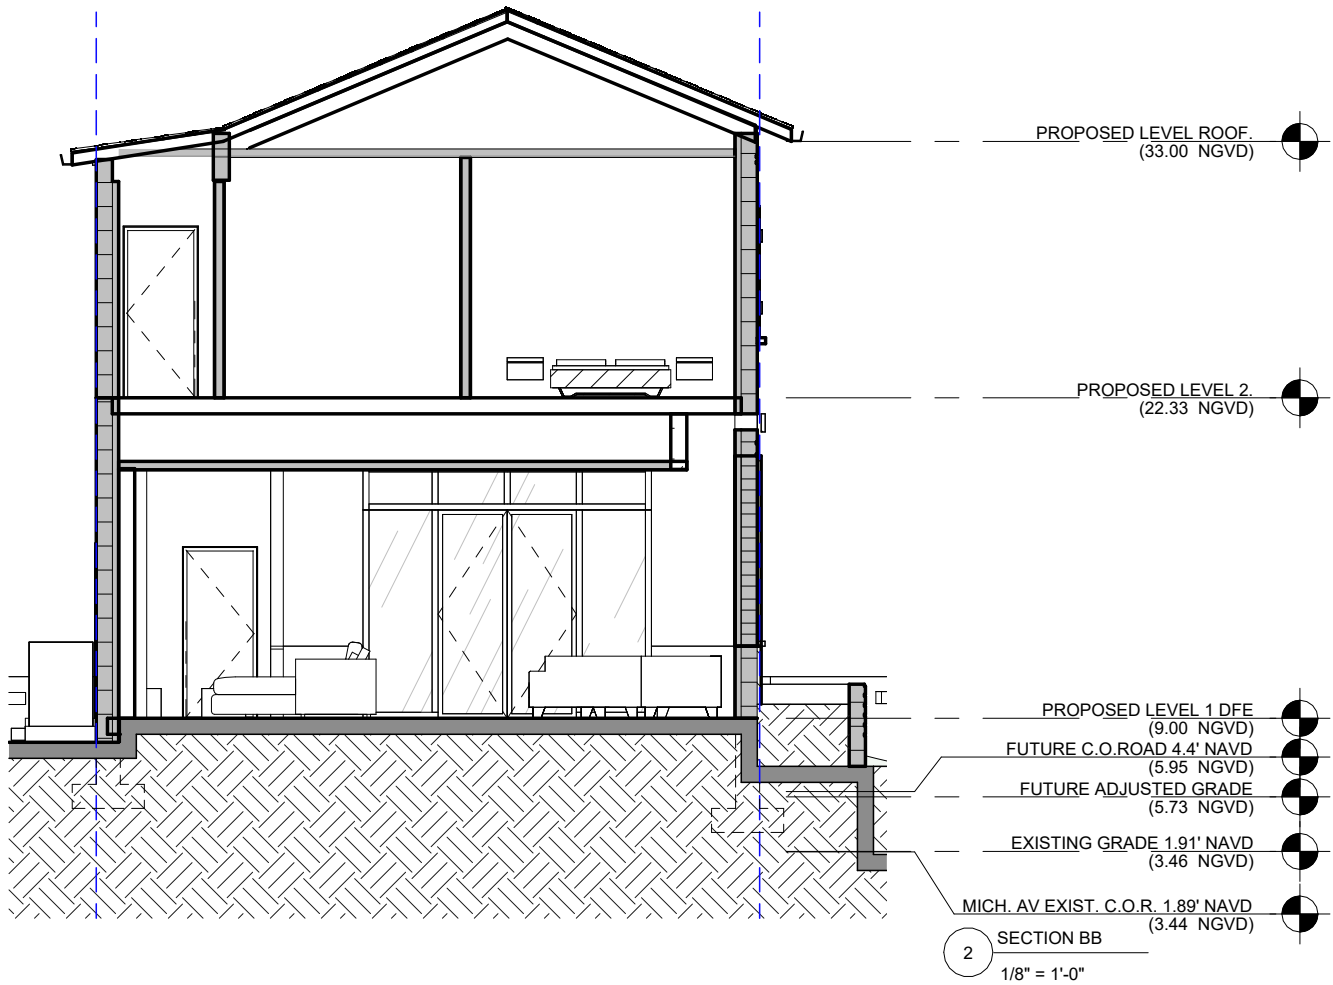 PROPOSED LEVEL ROOF.
(33.00 NGVD)
PROPOSED LEVEL 2.
(22.33 NGVD)
PROPOSED LEVEL 1 DFE
(9.00 NGVD)
FUTURE C.O.ROAD 4.4' NAVD
(5.95 NGVD)
FUTURE ADJUSTED GRADE
(5.73 NGVD)
EXISTING GRADE 1.91' NAVD
(3.46 NGVD)
MICH. AV EXIST. C.O.R. 1.89' NAVD
(3.44 NGVD)
2 SECTION BB
1/8" = 1'-0"